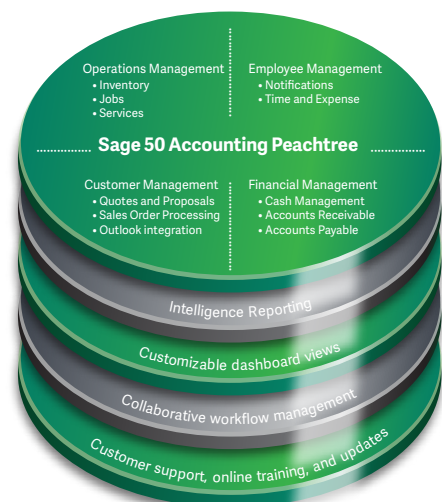 Operations Management
• Inventory
• Jobs
• Services
Employee Management
• Notifications
• Time and Expense
Sage 50 Accounting Peachtree
Customer Management
• Quotes and Proposals
• Sales Order Processing
• Outlook integration
Financial Management
• Cash Management
• Accounts Receivable
• Accounts Payable
Intelligence Reporting
Customizable dashboard views
Collaborative workflow management
Customer support, online training, and updates